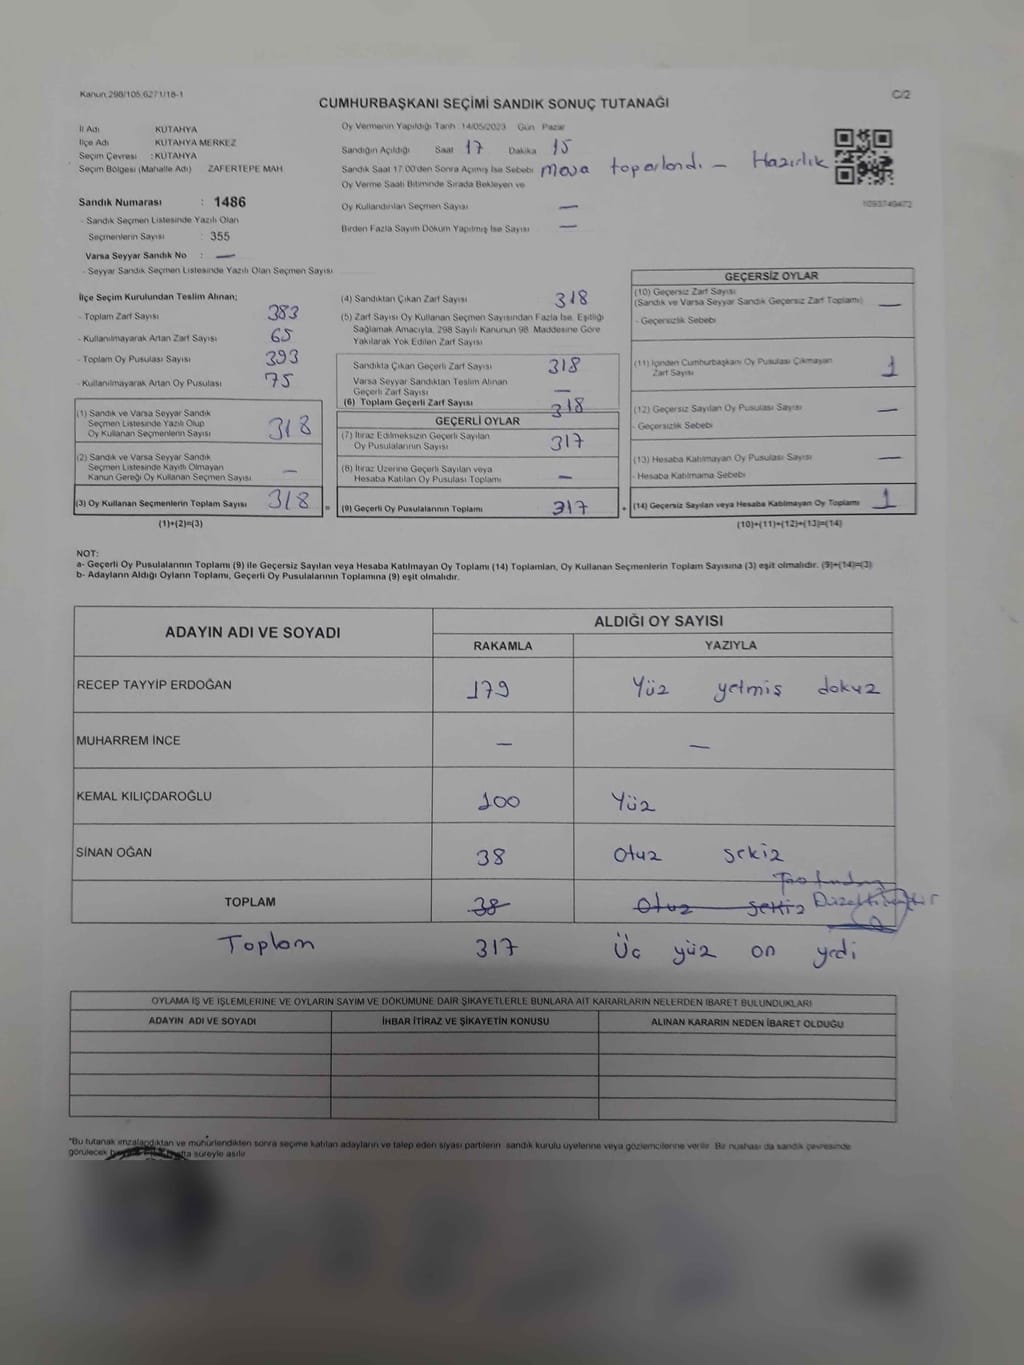 Kanun.298/105,6271/18-1
C/2
CUMHURBAŞKANI SEÇİMİ SANDIK SONUÇ TUTANAĞI
İl Adı KUTAHYA
İlçe Adı KUTAHYA MERKEZ
Seçim Çevresi : KUTAHYA
Seçim Bölgesi (Mahalle Adı) ZAFERTEPE MAH
Sandık Numarası : 1486
- Sandık Seçmen Listesinde Yazılı Olan
Seçmenlerin Sayısı : 355
Varsa Seyyar Sandık No : —
- Seyyar Sandık Seçmen Listesinde Yazılı Olan Seçmen Sayısı
Oy Vermenin Yapıldığı Tarih :14/05/2023 Gün Pazar
Sandığın Açıldığı Saat 17 Dakika 15
Sandık Saat 17:00'den Sonra Açımış İse Sebebi masa toparlandı - Hazırlık
Oy Verme Saati Bitiminde Sırada Bekleyen ve
Oy Kullandırılan Seçmen Sayısı —
Birden Fazla Sayım Döküm Yapılmış İse Sayısı —
1093749472
İlçe Seçim Kurulundan Teslim Alınan;
- Toplam Zarf Sayısı 383
- Kullanılmayarak Artan Zarf Sayısı 65
- Toplam Oy Pusulası Sayısı 393
- Kullanılmayarak Artan Oy Pusulası 75
(1) Sandık ve Varsa Seyyar Sandık
Seçmen Listesinde Yazılı Olup
Oy Kullanan Seçmenlerin Sayısı 318
(2) Sandık ve Varsa Seyyar Sandık
Seçmen Listesinde Kayıtlı Olmayan
Kanun Gereği Oy Kullanan Seçmen Sayısı —
(3) Oy Kullanan Seçmenlerin Toplam Sayısı 318 =
(1)+(2)=(3)
(4) Sandıktan Çıkan Zarf Sayısı : 318
(5) Zarf Sayısı Oy Kullanan Seçmen Sayısından Fazla İse, Eşitliği
Sağlamak Amacıyla, 298 Sayılı Kanunun 98. Maddesine Göre
Yakılarak Yok Edilen Zarf Sayısı
Sandıkta Çıkan Geçerli Zarf Sayısı 318
Varsa Seyyar Sandıktan Teslim Alınan
Geçerli Zarf Sayısı —
(6) Toplam Geçerli Zarf Sayısı 318
GEÇERLİ OYLAR
(7) İtiraz Edilmeksizin Geçerli Sayılan
Oy Pusulalarının Sayısı 317
(8) İtiraz Üzerine Geçerli Sayılan veya
Hesaba Katılan Oy Pusulası Toplamı —
(9) Geçerli Oy Pusulalarının Toplamı 317 +
GEÇERSİZ OYLAR
(10) Geçersiz Zarf Sayısı
(Sandık ve Varsa Seyyar Sandık Geçersiz Zarf Toplamı) —
- Geçersizlik Sebebi
(11) İçinden Cumhurbaşkanı Oy Pusulası Çıkmayan
Zarf Sayısı 1
(12) Geçersiz Sayılan Oy Pusulası Sayısı —
- Geçersizlik Sebebi
(13) Hesaba Katılmayan Oy Pusulası Sayısı —
- Hesaba Katılmama Sebebi
(14) Geçersiz Sayılan veya Hesaba Katılmayan Oy Toplamı 1
(10)+(11)+(12)+(13)=(14)
NOT:
a- Geçerli Oy Pusulalarının Toplamı (9) ile Geçersiz Sayılan veya Hesaba Katılmayan Oy Toplamı (14) Toplamları, Oy Kullanan Seçmenlerin Toplam Sayısına (3) eşit olmalıdır. (9)+(14)=(3)
b- Adayların Aldığı Oyların Toplamı, Geçerli Oy Pusulalarının Toplamına (9) eşit olmalıdır.
ADAYIN ADI VE SOYADI
ALDIĞI OY SAYISI
RAKAMLA YAZIYLA
RECEP TAYYİP ERDOĞAN 179 Yüz yetmiş dokuz
MUHARREM İNCE — —
KEMAL KILIÇDAROĞLU 100 Yüz
SİNAN OĞAN 38 Otuz sekiz
TOPLAM 38 Otuz sekiz
Toplam 317 Üç yüz on yedi
OYLAMA İŞ VE İŞLEMLERİNE VE OYLARIN SAYIM VE DÖKÜMÜNE DAİR ŞİKAYETLERLE BUNLARA AİT KARARLARIN NELERDEN İBARET BULUNDUKLARI
ADAYIN ADI VE SOYADI İHBAR İTİRAZ VE ŞİKAYETİN KONUSU ALINAN KARARIN NEDEN İBARET OLDUĞU
*Bu tutanak imzalandıktan ve mühürlendikten sonra seçime katılan adayların ve talep eden siyasi partilerin sandık kurulu üyelerine veya gözlemcilerine verilir. Bir nüshası da sandık çevresinde
görülecek hafta süreyle asılır